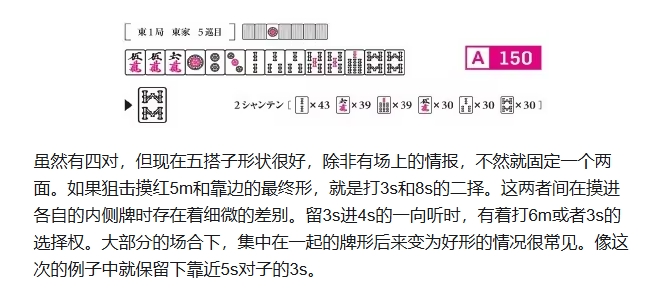 東1局 東家 5巡目
A 150
2シャンテン [ ×43 ×39 ×39 ×30 ×30 ×30 ]
虽然有四对，但现在五搭子形状很好，除非有场上的情报，不然就固定一个两
面。如果狙击摸红5m和靠边的最终形，就是打3s和8s的二择。这两者间在摸进
各自的内侧牌时存在着细微的差别。留3s进4s的一向听时，有着打6m或者3s的
选择权。大部分的场合下，集中在一起的牌形后来变为好形的情况很常见。像这
次的例子中就保留下靠近5s对子的3s。